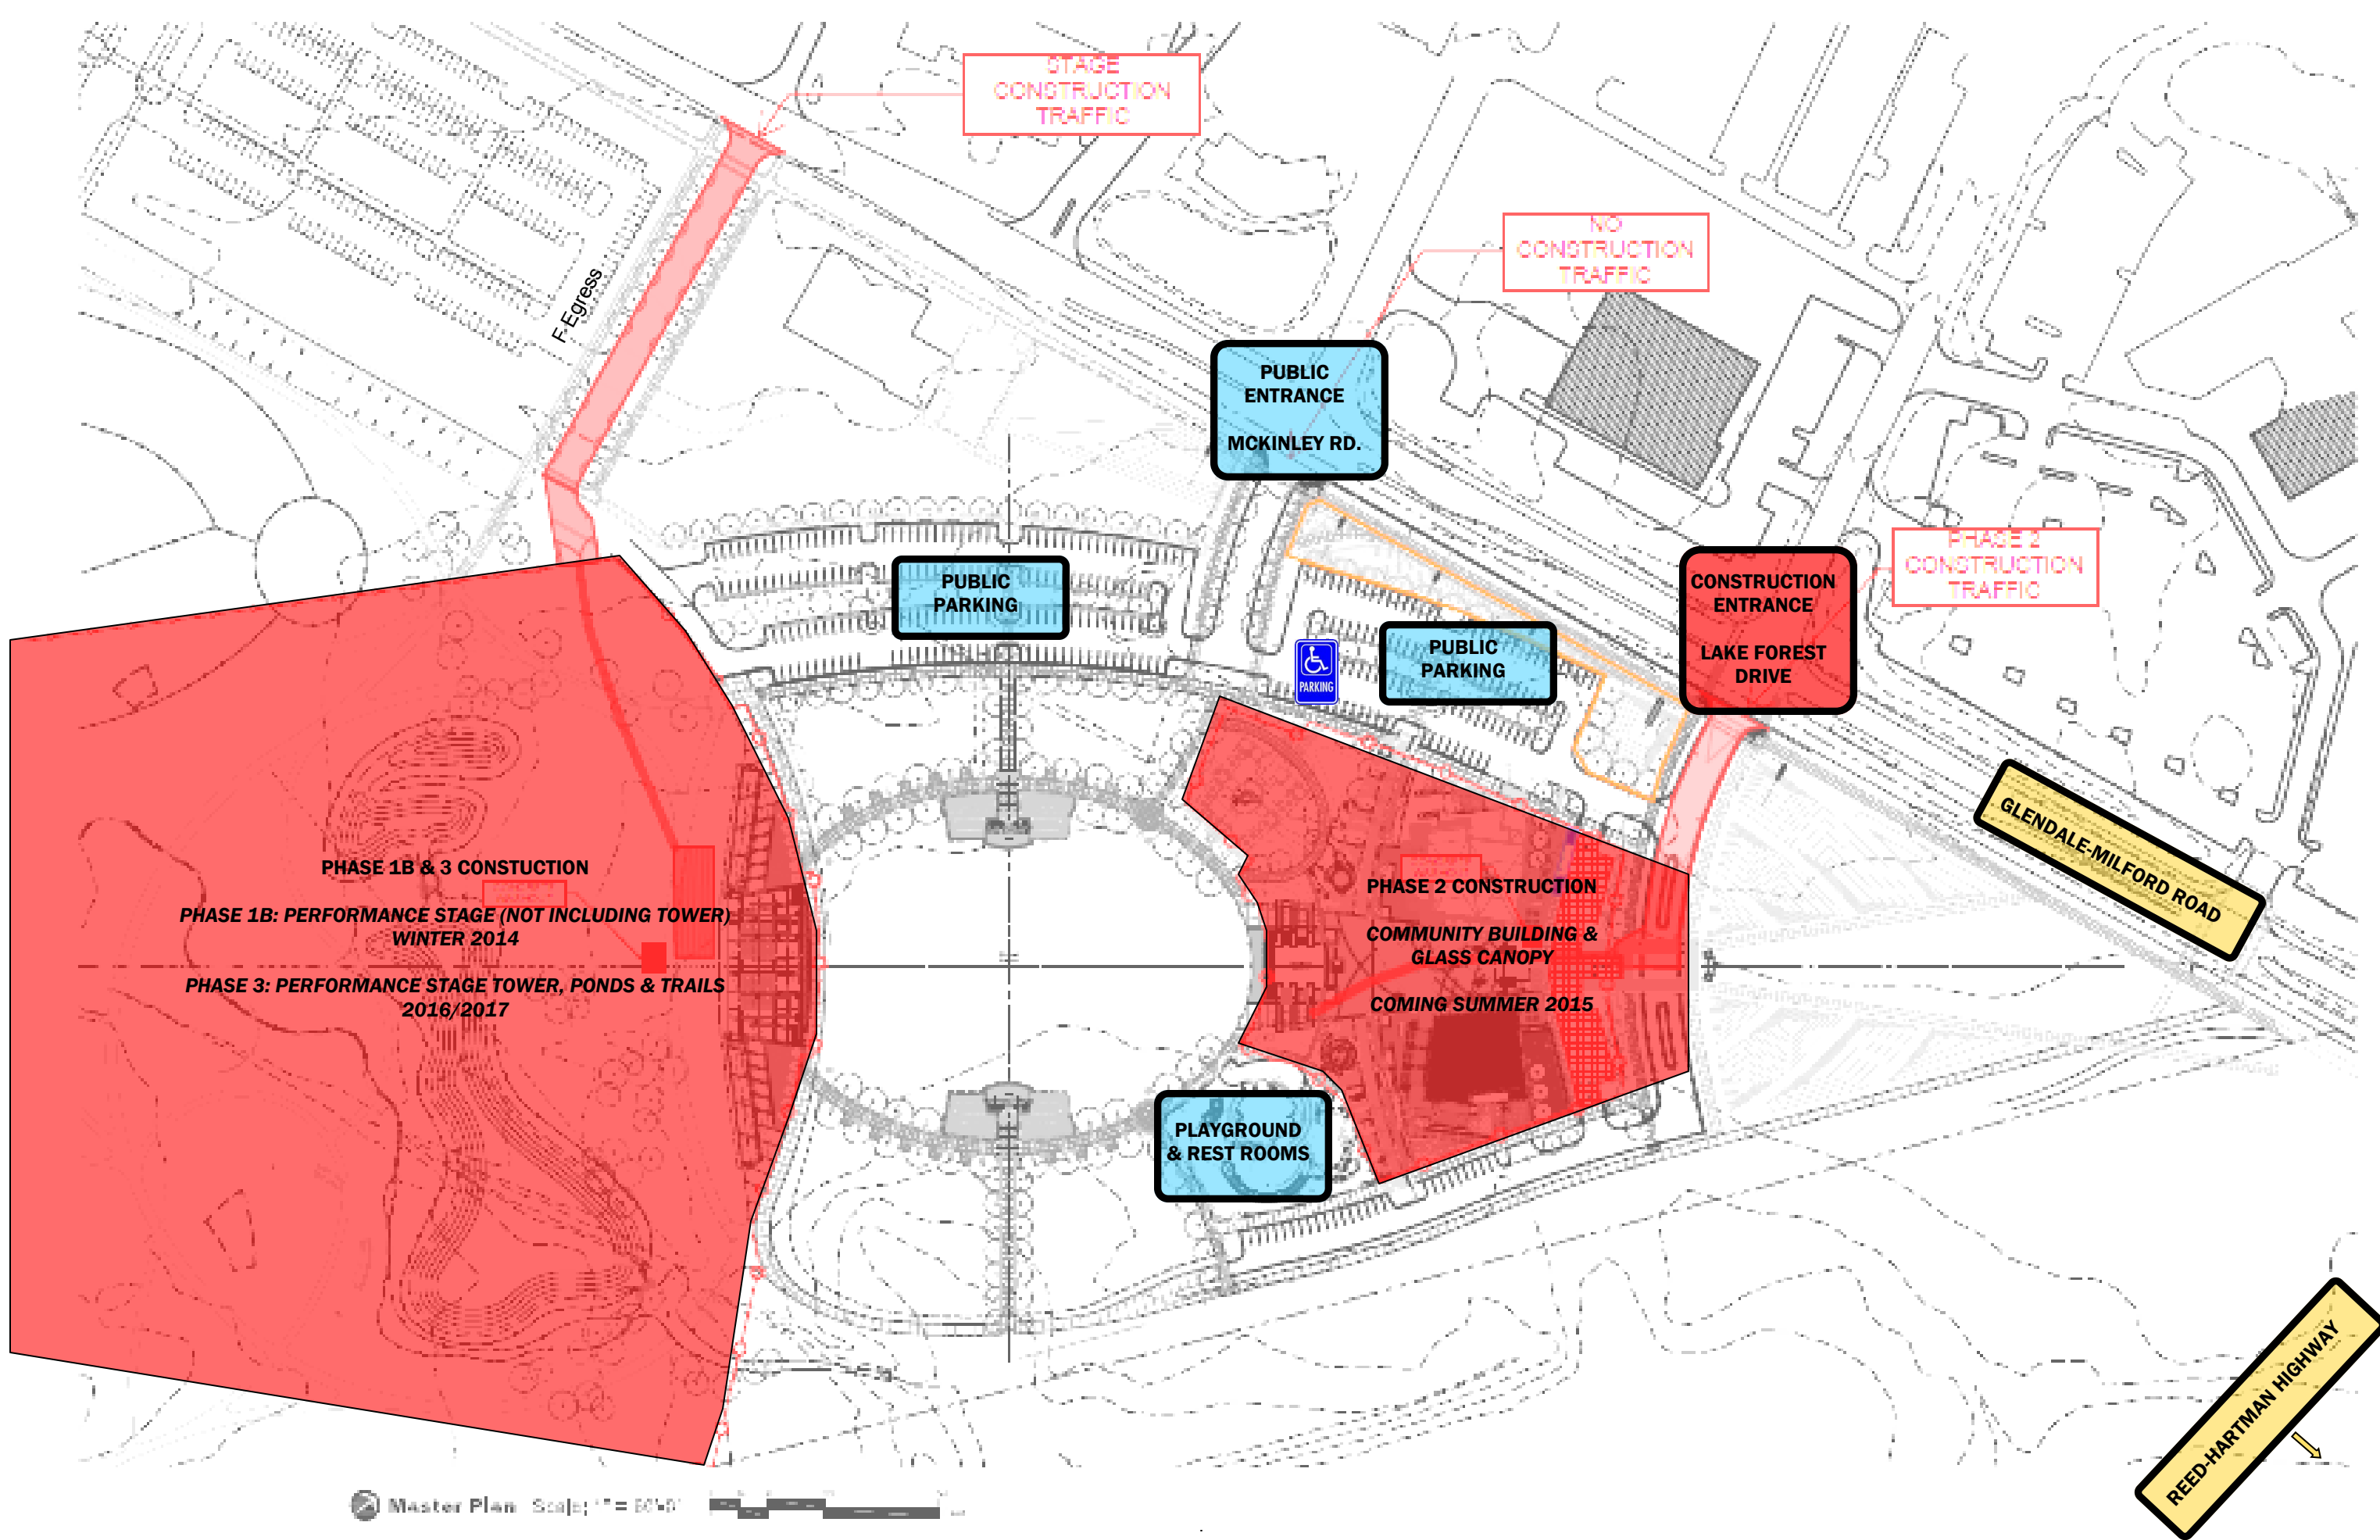 STAGE
CONSTRUCTION
TRAFFIC
NO
CONSTRUCTION
TRAFFIC
F-Egress
PUBLIC
ENTRANCE
MCKINLEY RD.
PUBLIC
PARKING
PARKING
PUBLIC
PARKING
CONSTRUCTION
ENTRANCE
LAKE FOREST
DRIVE
PHASE 2
CONSTRUCTION
TRAFFIC
GLENDALE-MILFORD ROAD
PHASE 1B & 3 CONSTUCTION
PHASE 1B: PERFORMANCE STAGE (NOT INCLUDING TOWER)
WINTER 2014
PHASE 3: PERFORMANCE STAGE TOWER, PONDS & TRAILS
2016/2017
PHASE 2 CONSTRUCTION
COMMUNITY BUILDING &
GLASS CANOPY
COMING SUMMER 2015
PLAYGROUND
& REST ROOMS
REED-HARTMAN HIGHWAY
Master Plan Scale: